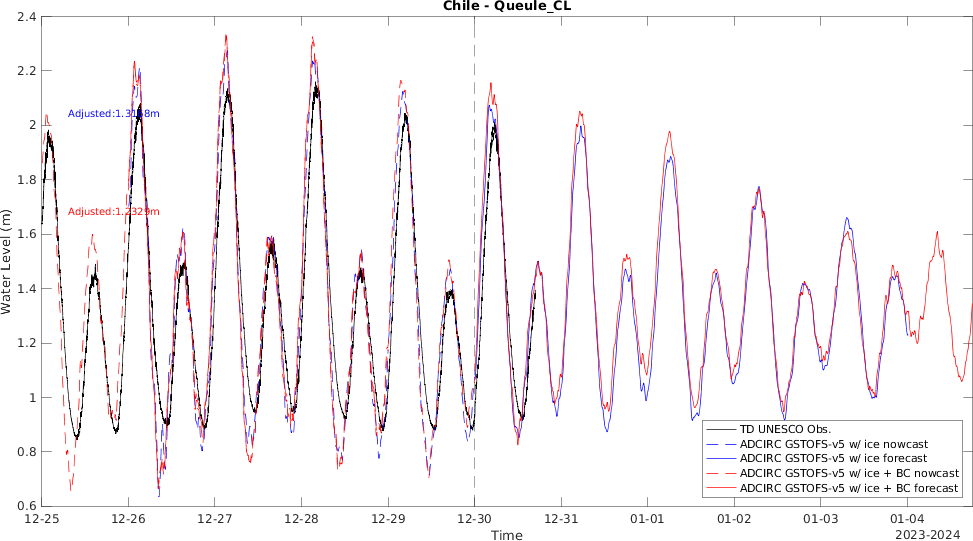 Chile - Queule_CL
2.4
2.2
2
1.8
1.6
1.4
1.2
1
0.8
0.6
Water Level (m)
Adjusted:1.3158m
Adjusted:1.2329m
TD UNESCO Obs.
ADCIRC GSTOFS-v5 w/ ice nowcast
ADCIRC GSTOFS-v5 w/ ice forecast
ADCIRC GSTOFS-v5 w/ ice + BC nowcast
ADCIRC GSTOFS-v5 w/ ice + BC forecast
12-25 12-26 12-27 12-28 12-29 12-30 12-31 01-01 01-02 01-03 01-04
Time
2023-2024